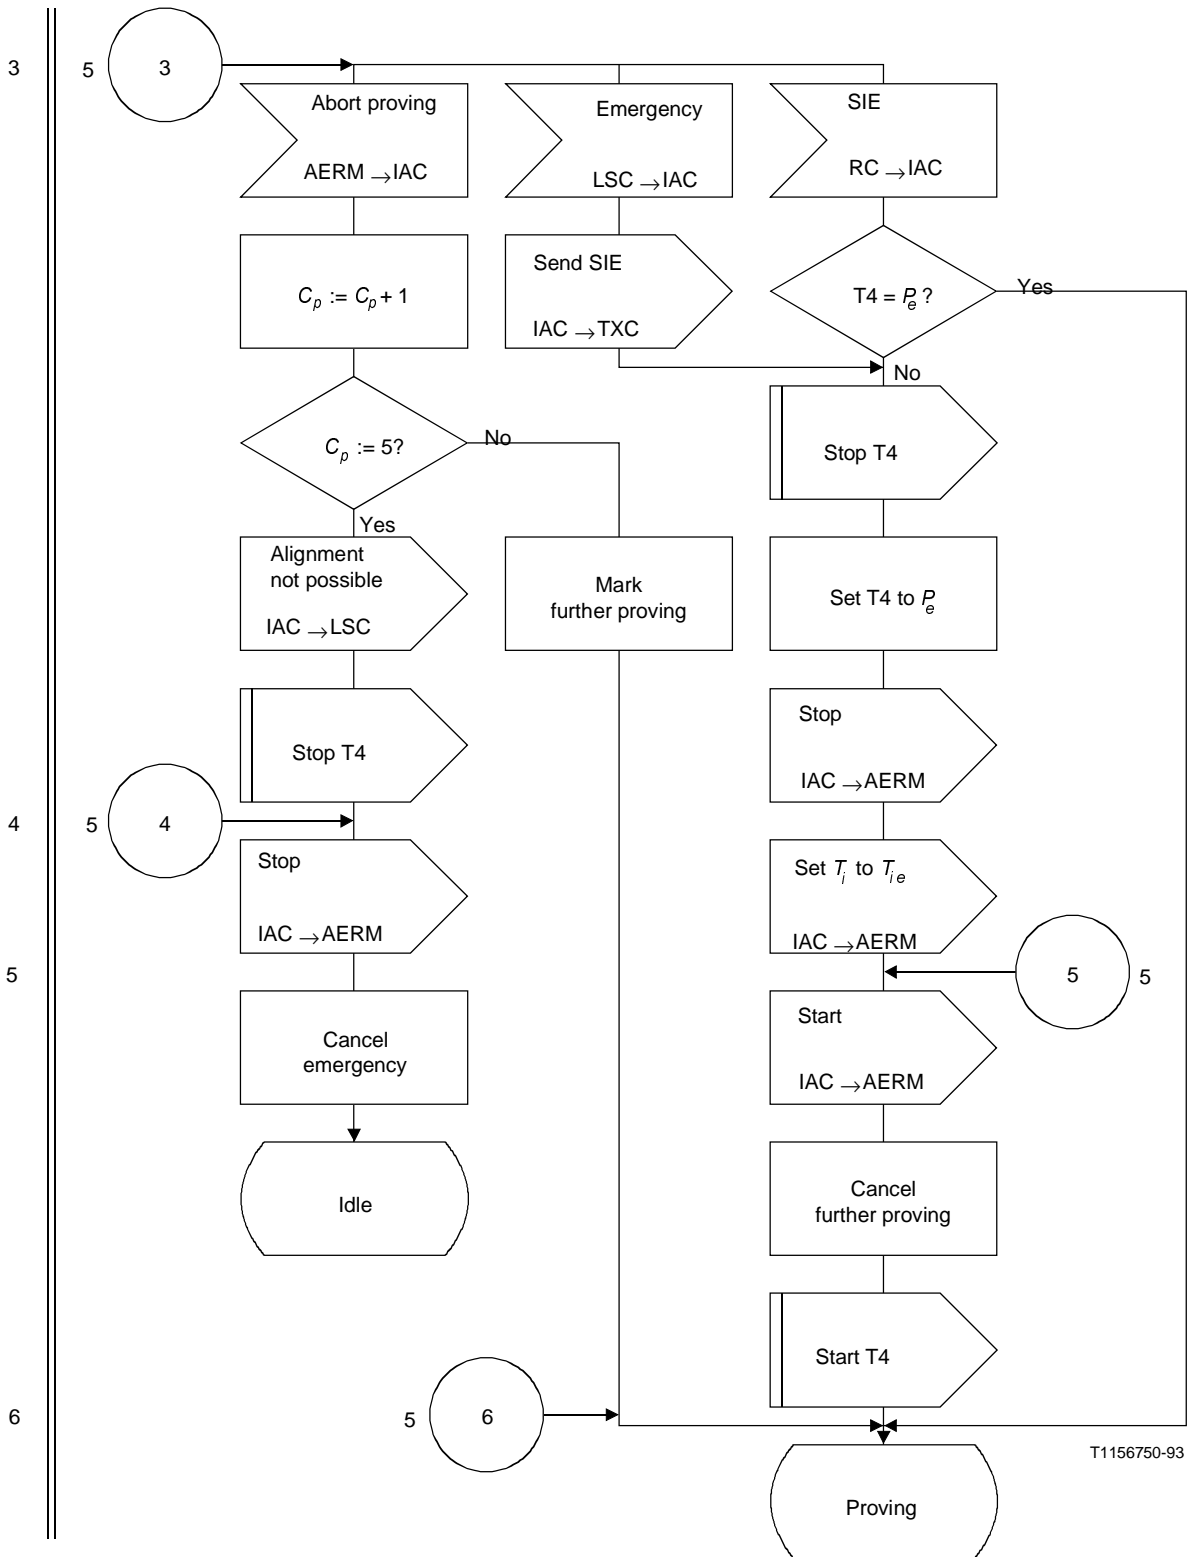 3
5
3
Abort proving
AERM → IAC
Emergency
LSC → IAC
SIE
RC → IAC
C_p := C_p + 1
Send SIE
IAC → TXC
T4 = P_e ?
Yes
No
C_p := 5?
No
Yes
Stop T4
Alignment
not possible
IAC → LSC
Mark
further proving
Set T4 to P_e
Stop T4
Stop
IAC → AERM
4
5
4
Stop
IAC → AERM
Set T_i to T_ie
IAC → AERM
5
5
5
Cancel
emergency
Start
IAC → AERM
Idle
Cancel
further proving
Start T4
6
5
6
T1156750-93
Proving